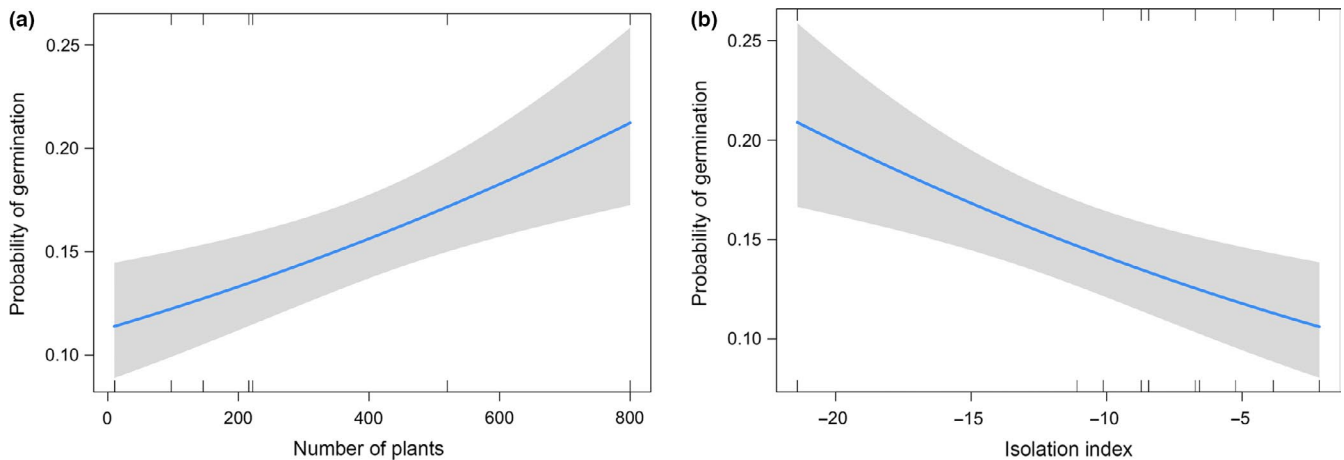 (a)
0.25
0.20
0.15
0.10
Probability of germination
0
200
400
600
800
Number of plants
(b)
0.25
0.20
0.15
0.10
Probability of germination
−20
−15
−10
−5
Isolation index